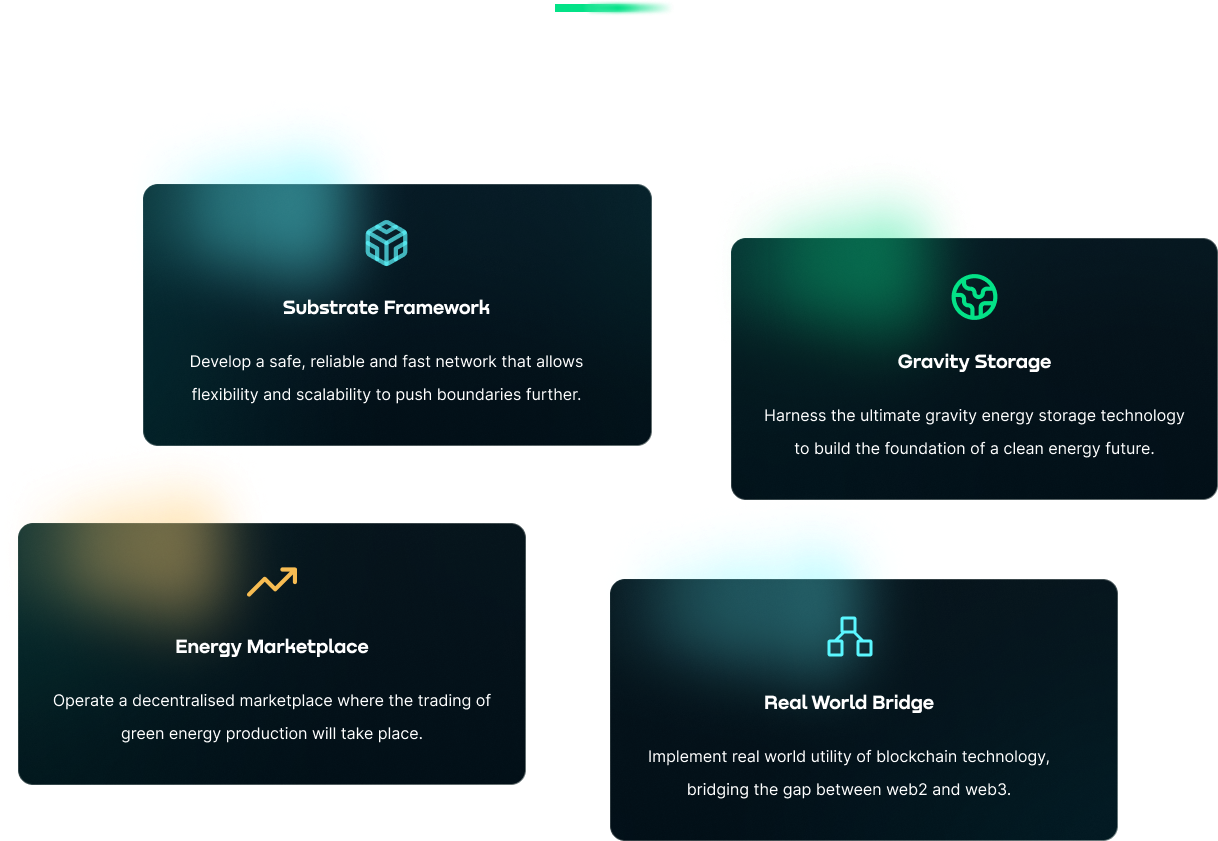 Substrate Framework
Develop a safe, reliable and fast network that allows
flexibility and scalability to push boundaries further.
Gravity Storage
Harness the ultimate gravity energy storage technology
to build the foundation of a clean energy future.
Energy Marketplace
Operate a decentralised marketplace where the trading of
green energy production will take place.
Real World Bridge
Implement real world utility of blockchain technology,
bridging the gap between web2 and web3.